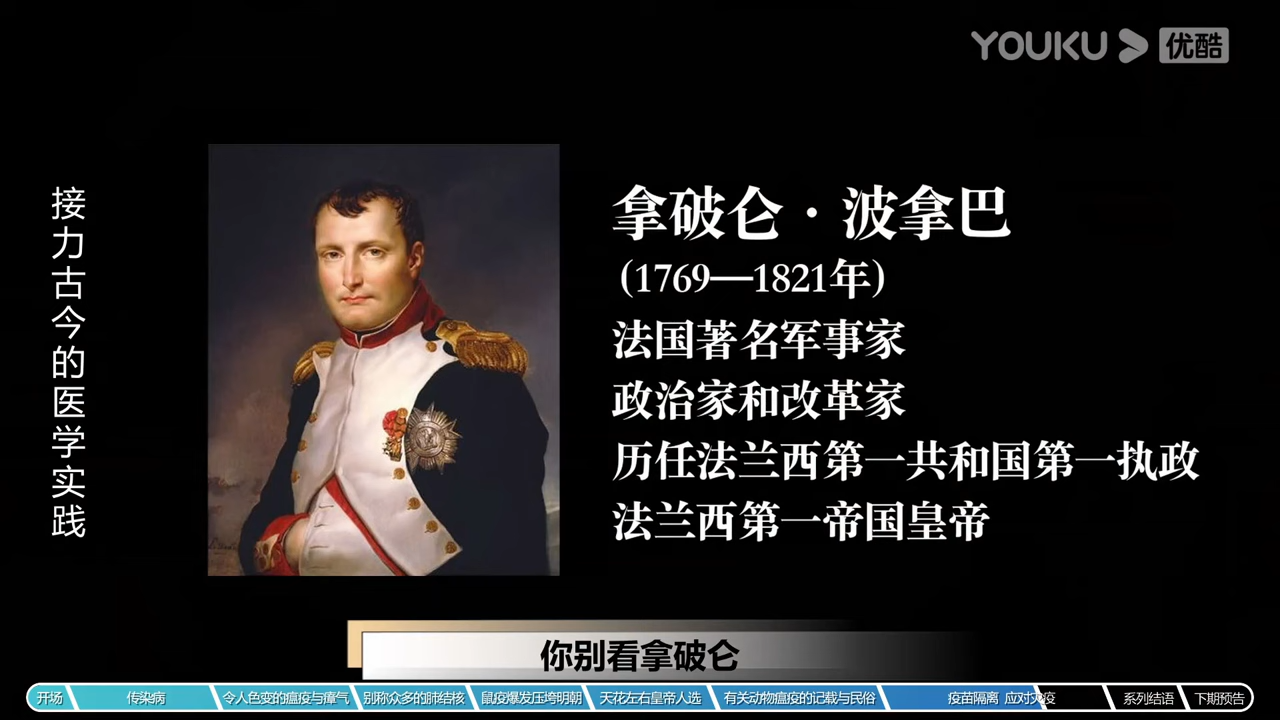 YOUKU 优酷
接力古今的医学实践
拿破仑·波拿巴
(1769—1821年)
法国著名军事家
政治家和改革家
历任法兰西第一共和国第一执政
法兰西第一帝国皇帝
你别看拿破仑
开场 传染病 令人色变的瘟疫与瘴气 别称众多的肺结核 鼠疫爆发压垮明朝 天花左右皇帝人选 有关动物瘟疫的记载与民俗 疫苗隔离 应对灾疫 系列结语 下期预告